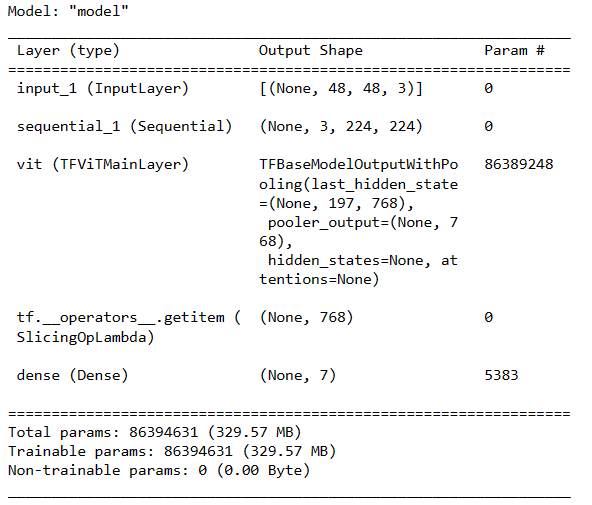 Model: "model"
Layer (type) Output Shape Param #
input_1 (InputLayer) [(None, 48, 48, 3)] 0
sequential_1 (Sequential) (None, 3, 224, 224) 0
vit (TFViTMainLayer) TFBaseModelOutputWithPo 86389248
oling(last_hidden_state
=(None, 197, 768),
pooler_output=(None, 7
68),
hidden_states=None, at
tentions=None)
tf.__operators__.getitem ( (None, 768) 0
SlicingOpLambda)
dense (Dense) (None, 7) 5383
Total params: 86394631 (329.57 MB)
Trainable params: 86394631 (329.57 MB)
Non-trainable params: 0 (0.00 Byte)